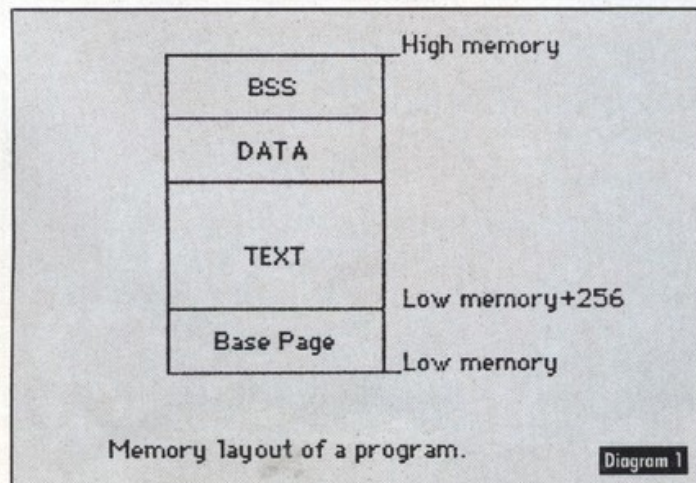 High memory
BSS
DATA
TEXT
Low memory+256
Base Page
Low memory
Memory layout of a program.
Diagram 1